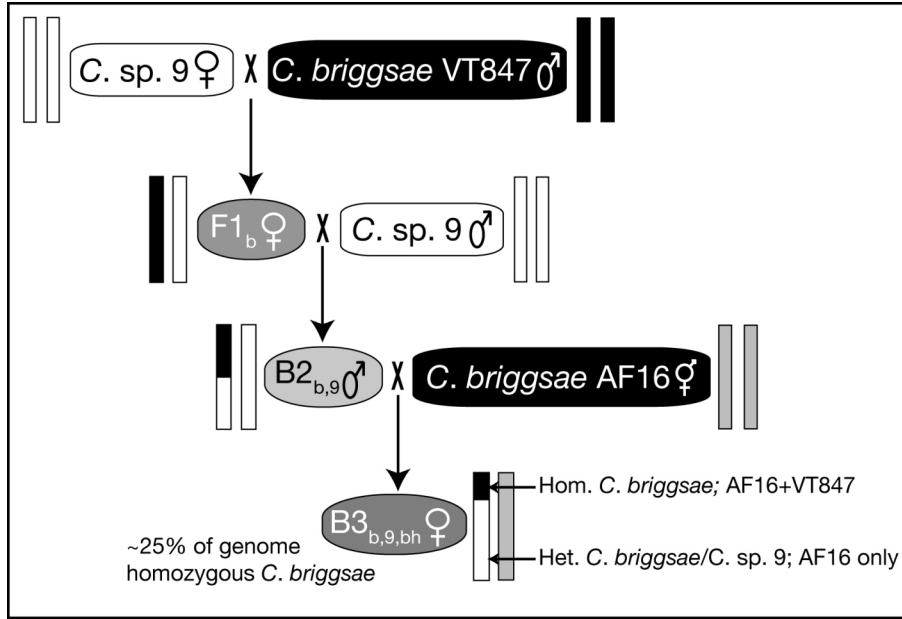 C. sp. 9 ♀ X C. briggsae VT847 ♂
F1b ♀ X C. sp. 9 ♂
B2b,9 ♂ X C. briggsae AF16 ⚥
Hom. C. briggsae; AF16+VT847
B3b,9,bh ♀
~25% of genome
homozygous C. briggsae
Het. C. briggsae/C. sp. 9; AF16 only